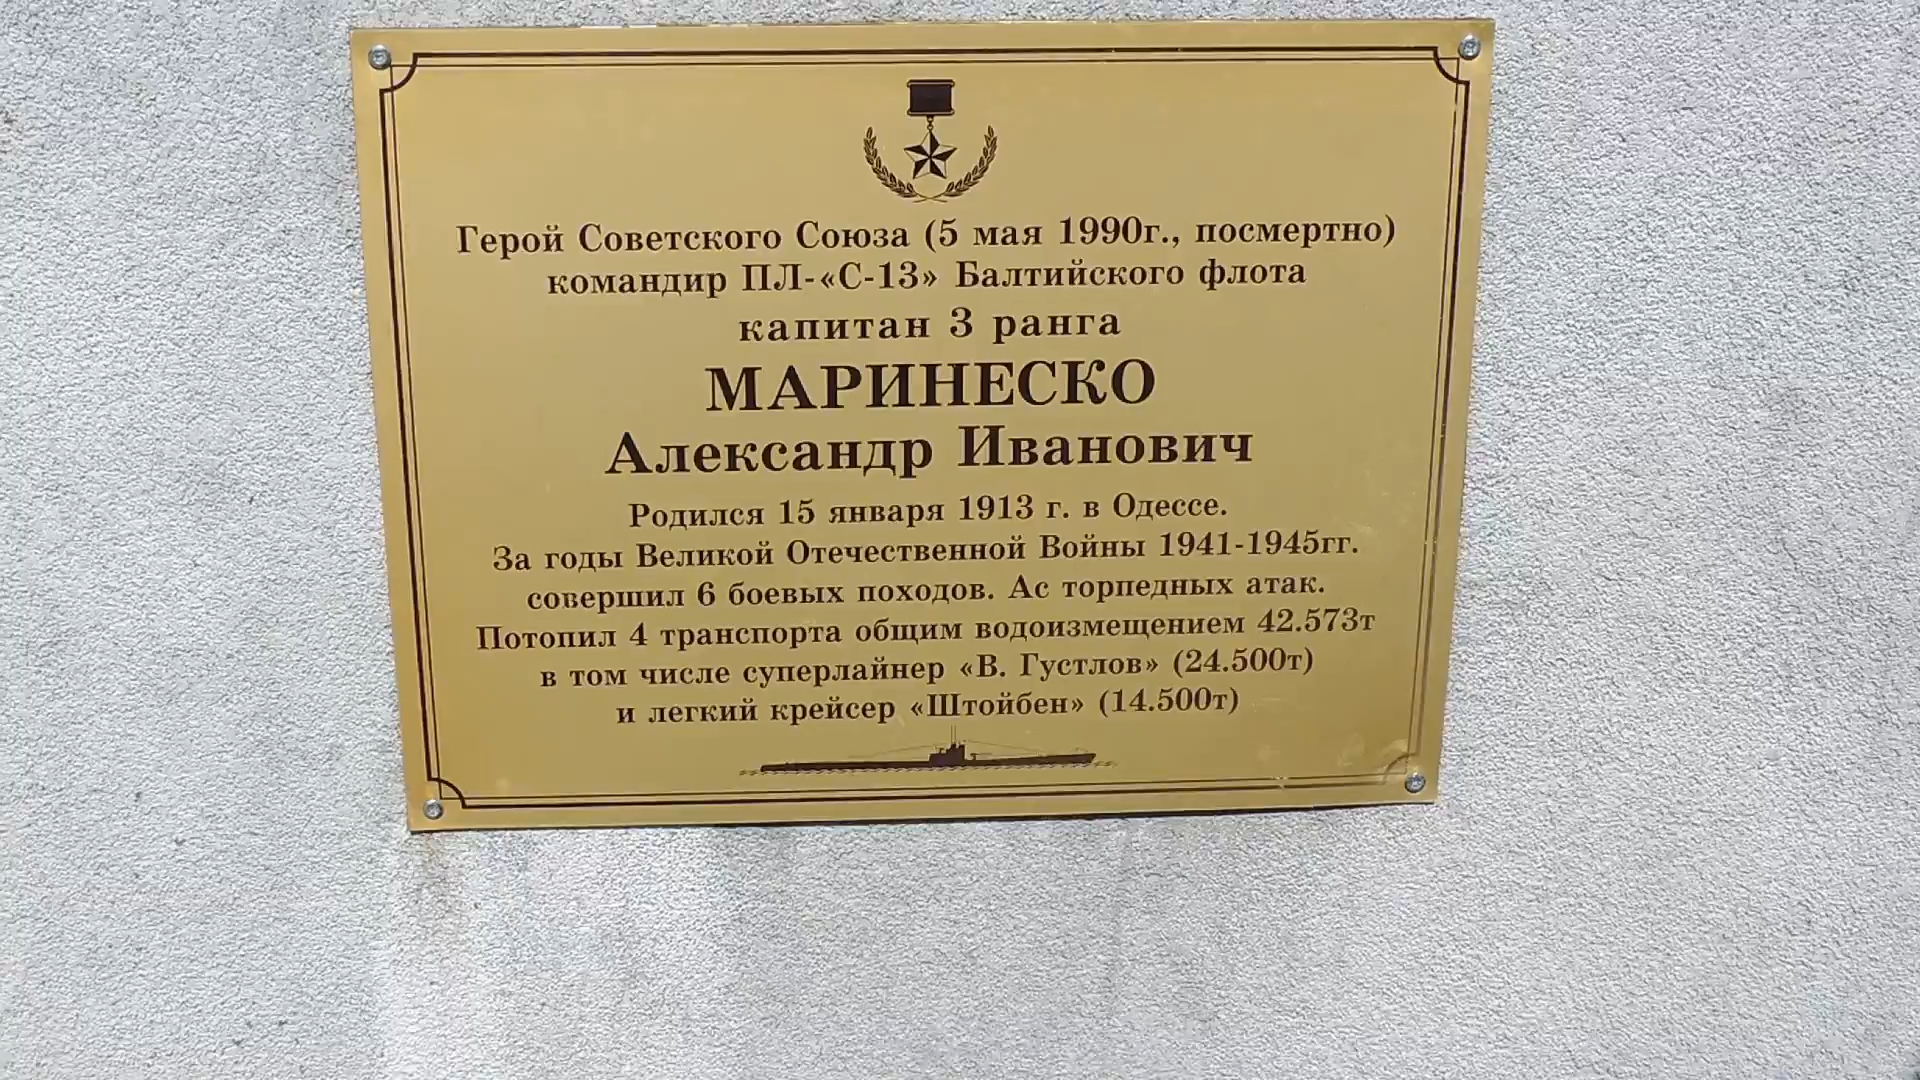 Герой Советского Союза (5 мая 1990г., посмертно)
командир ПЛ-«С-13» Балтийского флота
капитан 3 ранга
МАРИНЕСКО
Александр Иванович
Родился 15 января 1913 г. в Одессе.
За годы Великой Отечественной Войны 1941-1945гг.
совершил 6 боевых походов. Ас торпедных атак.
Потопил 4 транспорта общим водоизмещением 42.573т
в том числе суперлайнер «В. Густлов» (24.500т)
и легкий крейсер «Штойбен» (14.500т)